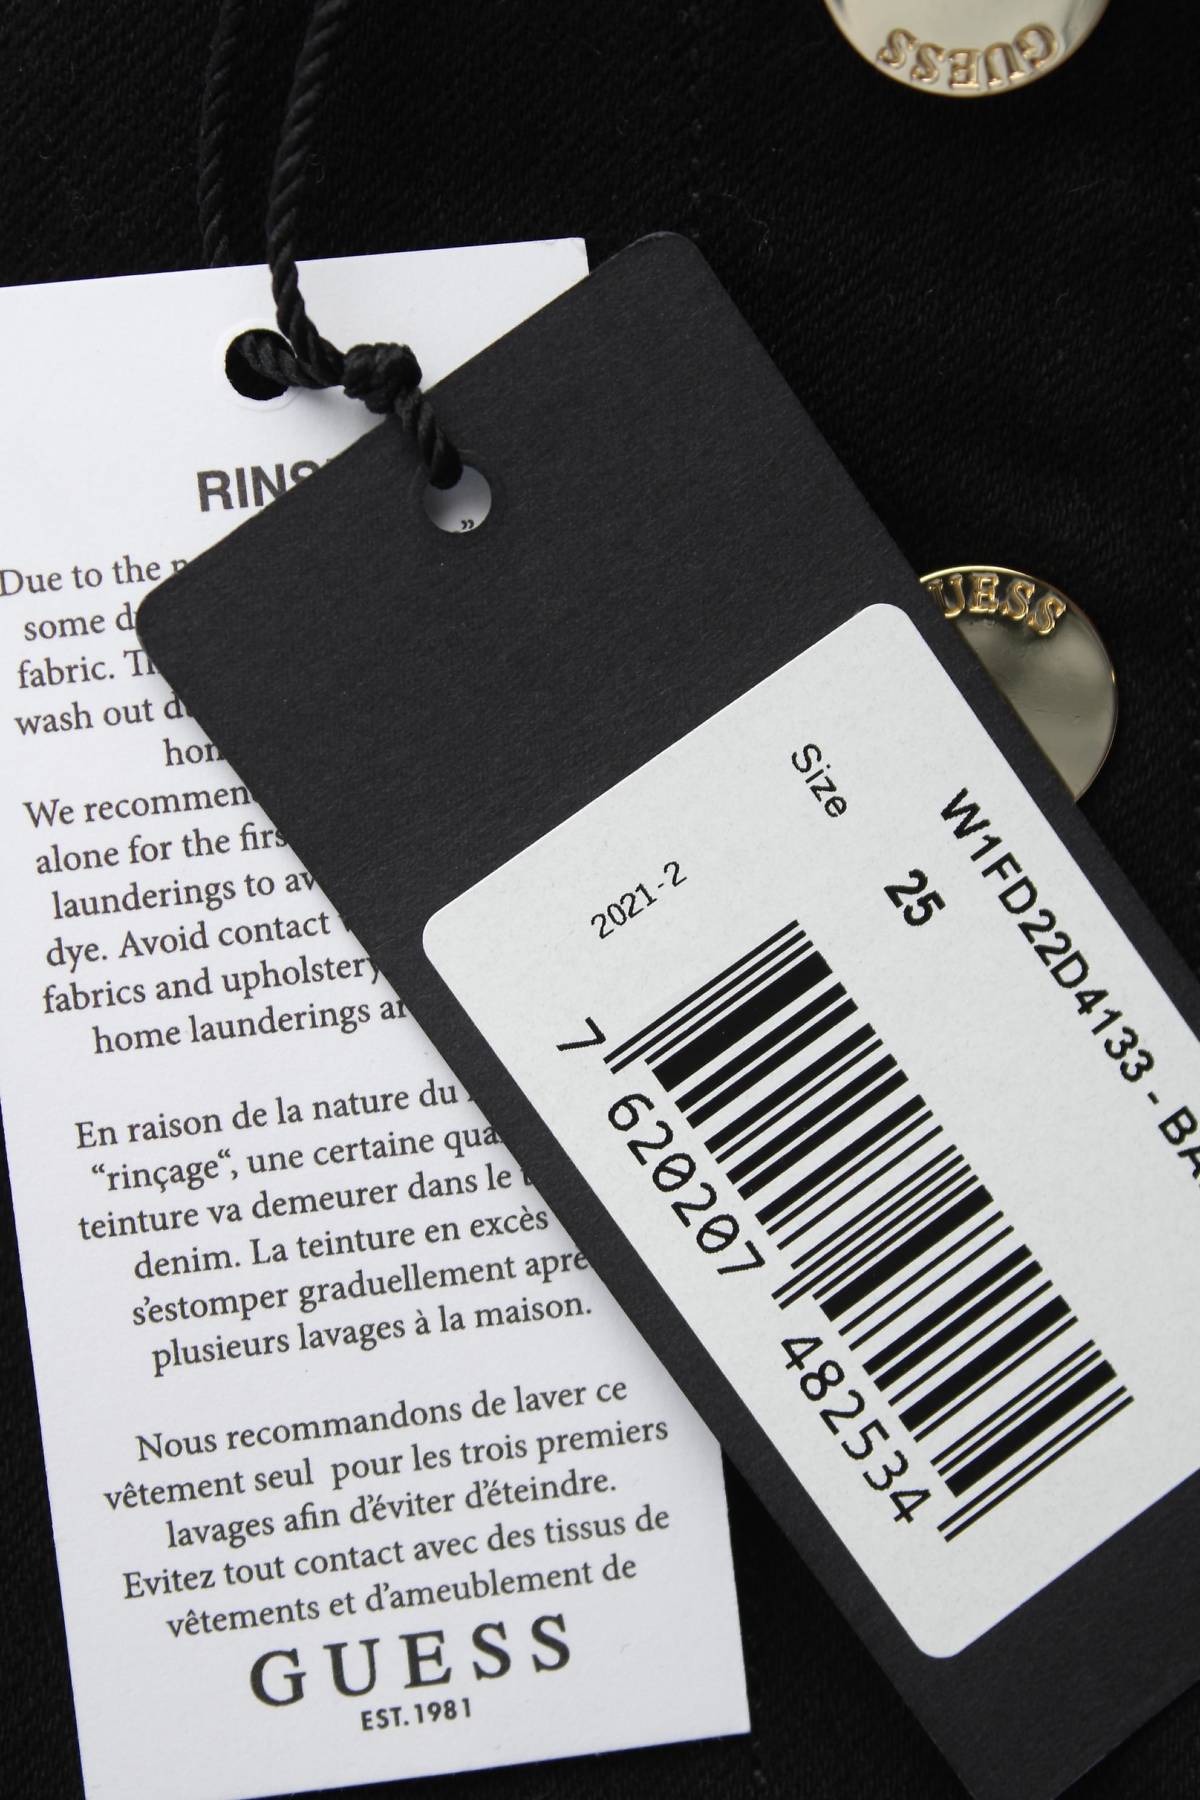 GUESS
UESS
RINS
Due to the
some
fabric.
wash out

We recommen
alone for the firs
launderings to av
dye. Avoid contact
fabrics and upholstery
home launderings ar
En raison de la nature du
“rinçage“, une certaine qua
teinture va demeurer dans le
denim. La teinture en excès
s'estomper graduellement apre
plusieurs lavages à la maison.
Nous recommandons de laver ce
vêtement seul pour les trois premiers
lavages afin d'éviter d'éteindre.
Evitez tout contact avec des tissus de
vêtements et d'ameublement de
GUESS
EST. 1981
W1FD22D4133 - BA
Size
25
2021-2
7 620207 482534